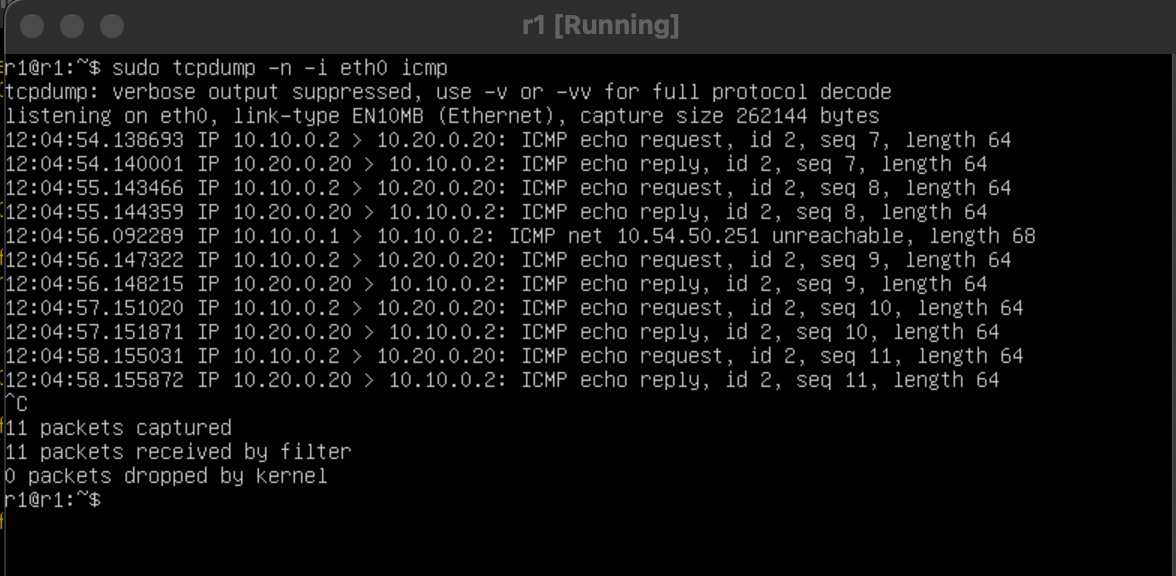 r1 [Running]
r1@r1:~$ sudo tcpdump -n -i eth0 icmp
tcpdump: verbose output suppressed, use -v or -vv for full protocol decode
listening on eth0, link-type EN10MB (Ethernet), capture size 262144 bytes
12:04:54.138693 IP 10.10.0.2 > 10.20.0.20: ICMP echo request, id 2, seq 7, length 64
12:04:54.140001 IP 10.20.0.20 > 10.10.0.2: ICMP echo reply, id 2, seq 7, length 64
12:04:55.143466 IP 10.10.0.2 > 10.20.0.20: ICMP echo request, id 2, seq 8, length 64
12:04:55.144359 IP 10.20.0.20 > 10.10.0.2: ICMP echo reply, id 2, seq 8, length 64
12:04:56.092289 IP 10.10.0.1 > 10.10.0.2: ICMP net 10.54.50.251 unreachable, length 68
12:04:56.147322 IP 10.10.0.2 > 10.20.0.20: ICMP echo request, id 2, seq 9, length 64
12:04:56.148215 IP 10.20.0.20 > 10.10.0.2: ICMP echo reply, id 2, seq 9, length 64
12:04:57.151020 IP 10.10.0.2 > 10.20.0.20: ICMP echo request, id 2, seq 10, length 64
12:04:57.151871 IP 10.20.0.20 > 10.10.0.2: ICMP echo reply, id 2, seq 10, length 64
12:04:58.155031 IP 10.10.0.2 > 10.20.0.20: ICMP echo request, id 2, seq 11, length 64
12:04:58.155872 IP 10.20.0.20 > 10.10.0.2: ICMP echo reply, id 2, seq 11, length 64
^C
11 packets captured
11 packets received by filter
0 packets dropped by kernel
r1@r1:~$